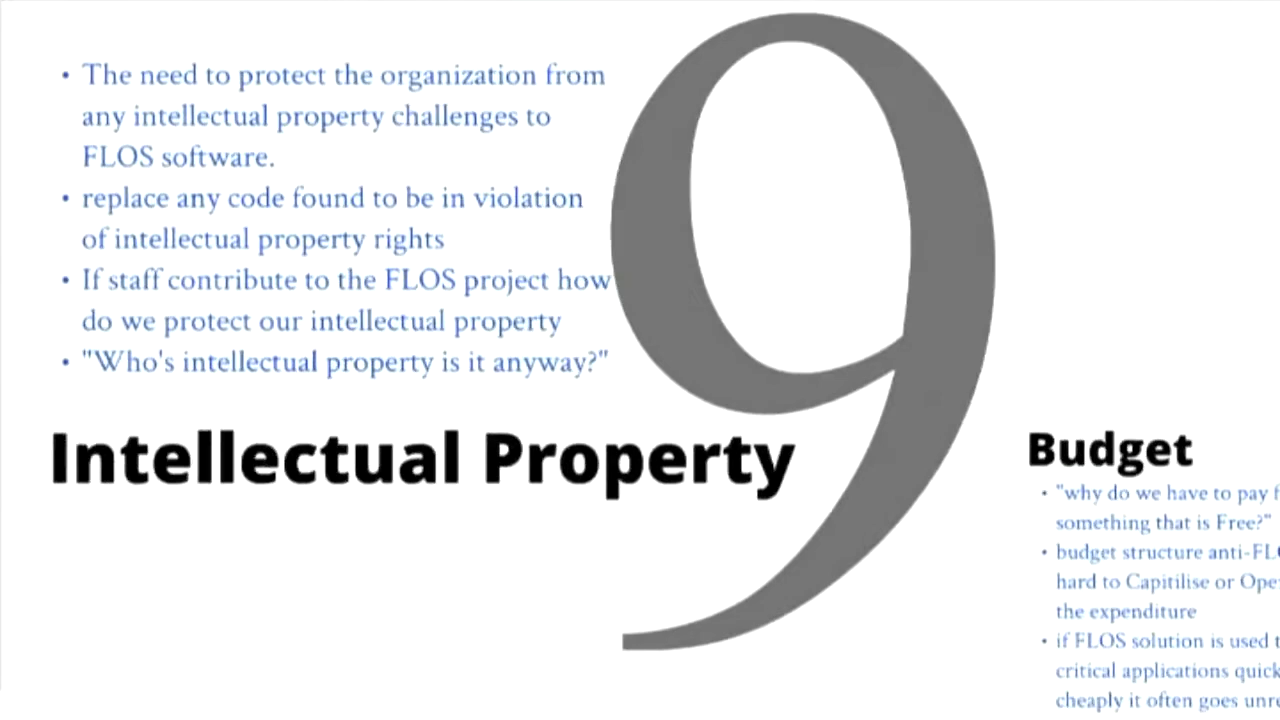 • The need to protect the organization from
any intellectual property challenges to
FLOS software.
• replace any code found to be in violation
of intellectual property rights
• If staff contribute to the FLOS project how
do we protect our intellectual property
• "Who's intellectual property is it anyway?"
Intellectual Property
9
Budget
• "why do we have to pay
something that is Free?"
• budget structure
hard to Capitilise or
the expenditure
• if FLOS solution is used
critical applications
cheaply it often goes